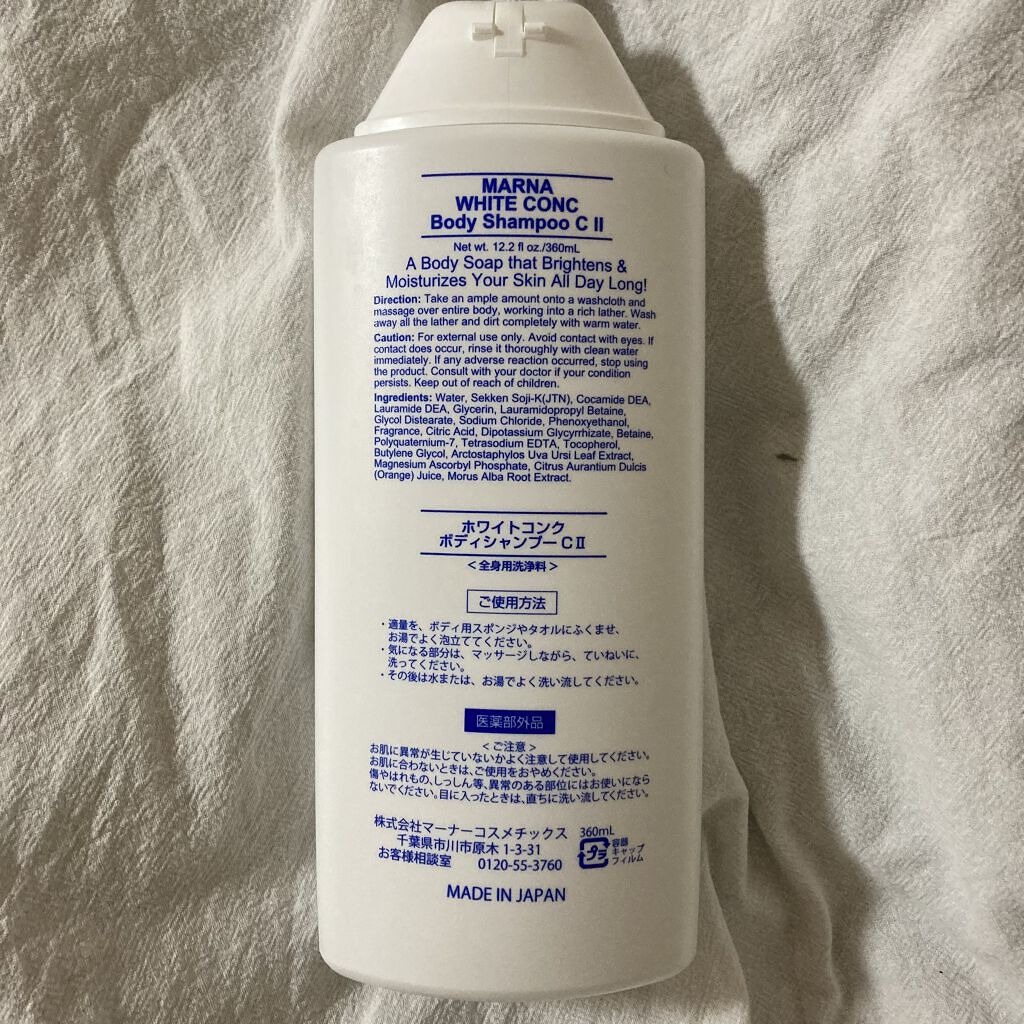 MARNA
WHITE CONC
Body Shampoo C II
Net wt. 12.2 fl oz./360mL
A Body Soap that Brightens &
Moisturizes Your Skin All Day Long!
Direction: Take an ample amount onto a washcloth and
massage over entire body, working into a rich lather. Wash
away all the lather and dirt completely with warm water.
Caution: For external use only. Avoid contact with eyes. If
contact does occur, rinse it thoroughly with clean water
immediately. If any adverse reaction occurred, stop using
the product. Consult with your doctor if your condition
persists. Keep out of reach of children.
Ingredients: Water, Sekken Soji-K(JTN), Cocamide DEA,
Lauramide DEA, Glycerin, Lauramidopropyl Betaine,
Glycol Distearate, Sodium Chloride, Phenoxyethanol,
Fragrance, Citric Acid, Dipotassium Glycyrrhizate, Betaine,
Polyquaternium-7, Tetrasodium EDTA, Tocopherol,
Butylene Glycol, Arctostaphylos Uva Ursi Leaf Extract,
Magnesium Ascorbyl Phosphate, Citrus Aurantium Dulcis
(Orange) Juice, Morus Alba Root Extract.
ホワイトコンク
ボディシャンプーＣⅡ
＜全身用洗浄料＞
ご使用方法
・適量を、ボディ用スポンジやタオルにふくませ、
お湯でよく泡立ててください。
・気になる部分は、マッサージしながら、ていねいに、
洗ってください。
・その後は水または、お湯でよく洗い流してください。
医薬部外品
＜ご注意＞
お肌に異常が生じていないかよく注意して使用してください。
お肌に合わないときは、ご使用をおやめください。
傷やはれもの、しっしん等、異常のある部位にはお使いになら
ないでください。目に入ったときは、直ちに洗い流してください。
株式会社マーナーコスメチックス
千葉県市川市原木 1-3-31
お客様相談室 0120-55-3760
360mL
プラ
容器
キャップ
フィルム
MADE IN JAPAN